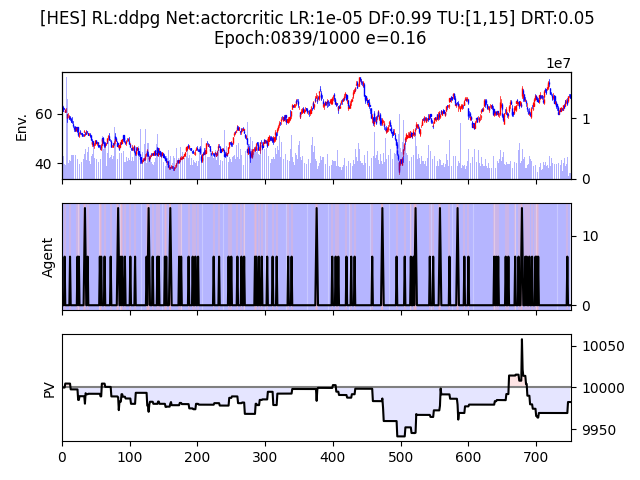 [HES] RL:ddpg Net:actorcritic LR:1e-05 DF:0.99 TU:[1,15] DRT:0.05
Epoch:0839/1000 e=0.16
1e7
Env.
60
40
1
0
Agent
10
0
PV
10050
10000
9950
0 100 200 300 400 500 600 700